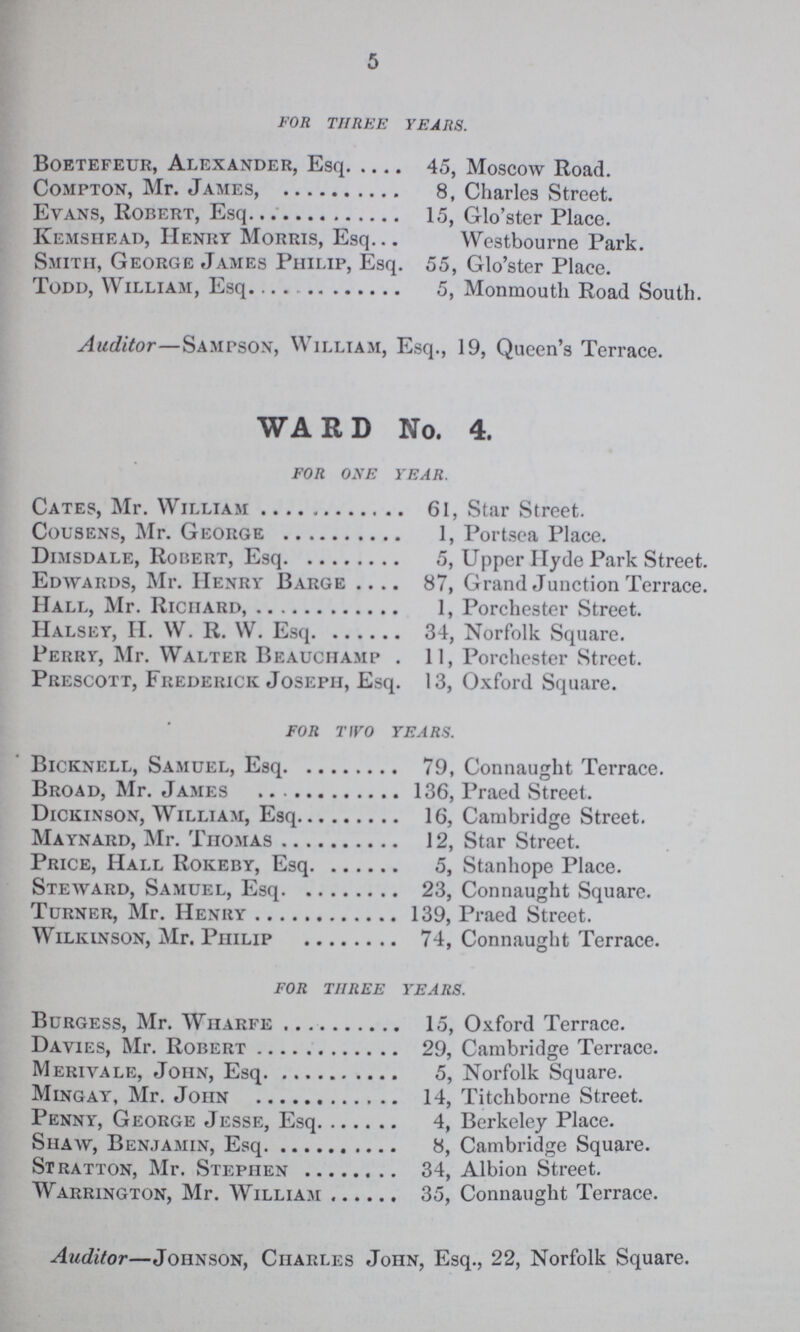 5
FOR THREE YEARS.
BOETEFEUR, ALEXANDER, Esq. .... 45, Moscow Road.
COMPTON, Mr. JAMES, .......... 8, Charles Street.
EVANS, ROBERT, Esq.............. 15, Glo'ster Place.
KEMSHEAD, HENRY MORRIS, Esq... Westbourne Park.
SMITH, GEORGE JAMES PHILIP, Esq. 55, Glo'ster Place.
TODD, WILLIAM, Esq.............. 5, Monmouth Road South.
Auditor—SAMPSON, WILLIAM, Esq., 19, Queen's Terrace.
WARD No. 4.
FOR ONE YEAR.
CATES, Mr. WILLIAM ............ 61, Star Street.
COUSENS, Mr. GEORGE .......... 1, Portsea Place.
DIMSDALE, ROBERT, Esq. ........ 5, Upper Hyde Park Street.
EDWARDS, Mr. HENRY BARGE .... 87, Grand Junction Terrace.
HALL, Mr. RICHARD, ............ 1, Porchester Street.
HALSEY, H. W. R. W. Esq. ...... 34, Norfolk Square.
PERRY, Mr. WALTER BEAUCHAMP . 11, Porchester Street.
PRESCOTT, FREDERICK JOSEPH, Esq. 13, Oxford Square.
FOR TWO YEARS.
BICKNELL, SAMUEL, Esq. ........ 79, Connaught Terrace.
BROAD, Mr. JAMES ............ 136, Praed Street.
DICKINSON, WILLIAM, Esq......... 16, Cambridge Street.
MAYNARD, Mr. THOMAS .......... 12, Star Street.
PRICE, HALL ROKEBY, Esq. ...... 5, Stanhope Place.
STEWARD, SAMUEL, Esq. ........ 23, Connaught Square.
TURNER, Mr. HENRY ............ 139, Praed Street.
WILKINSON, Mr. PHILIP ........ 74, Connaught Terrace.
FOR THREE YEARS.
BURGESS, Mr. WHARFE .......... 15, Oxford Terrace.
DAVIES, Mr. ROBERT ............ 29, Cambridge Terrace.
MERIVALE, JOHN, Esq. .......... 5, Norfolk Square.
MINGAY, Mr. JOHN ............ 14, Titchborne Street.
PENNY, GEORGE JESSE, Esq. ...... 4, Berkeley Place.
SHAW, BENJAMIN, Esq. .......... 8, Cambridge Square.
STRATTON, Mr. STEPHEN ........ 34, Albion Street.
WARRINGTON, Mr. WILLIAM ...... 35, Connaught Terrace.
Auditor—JOHNSON, CHARLES JOHN, Esq., 22, Norfolk Square.